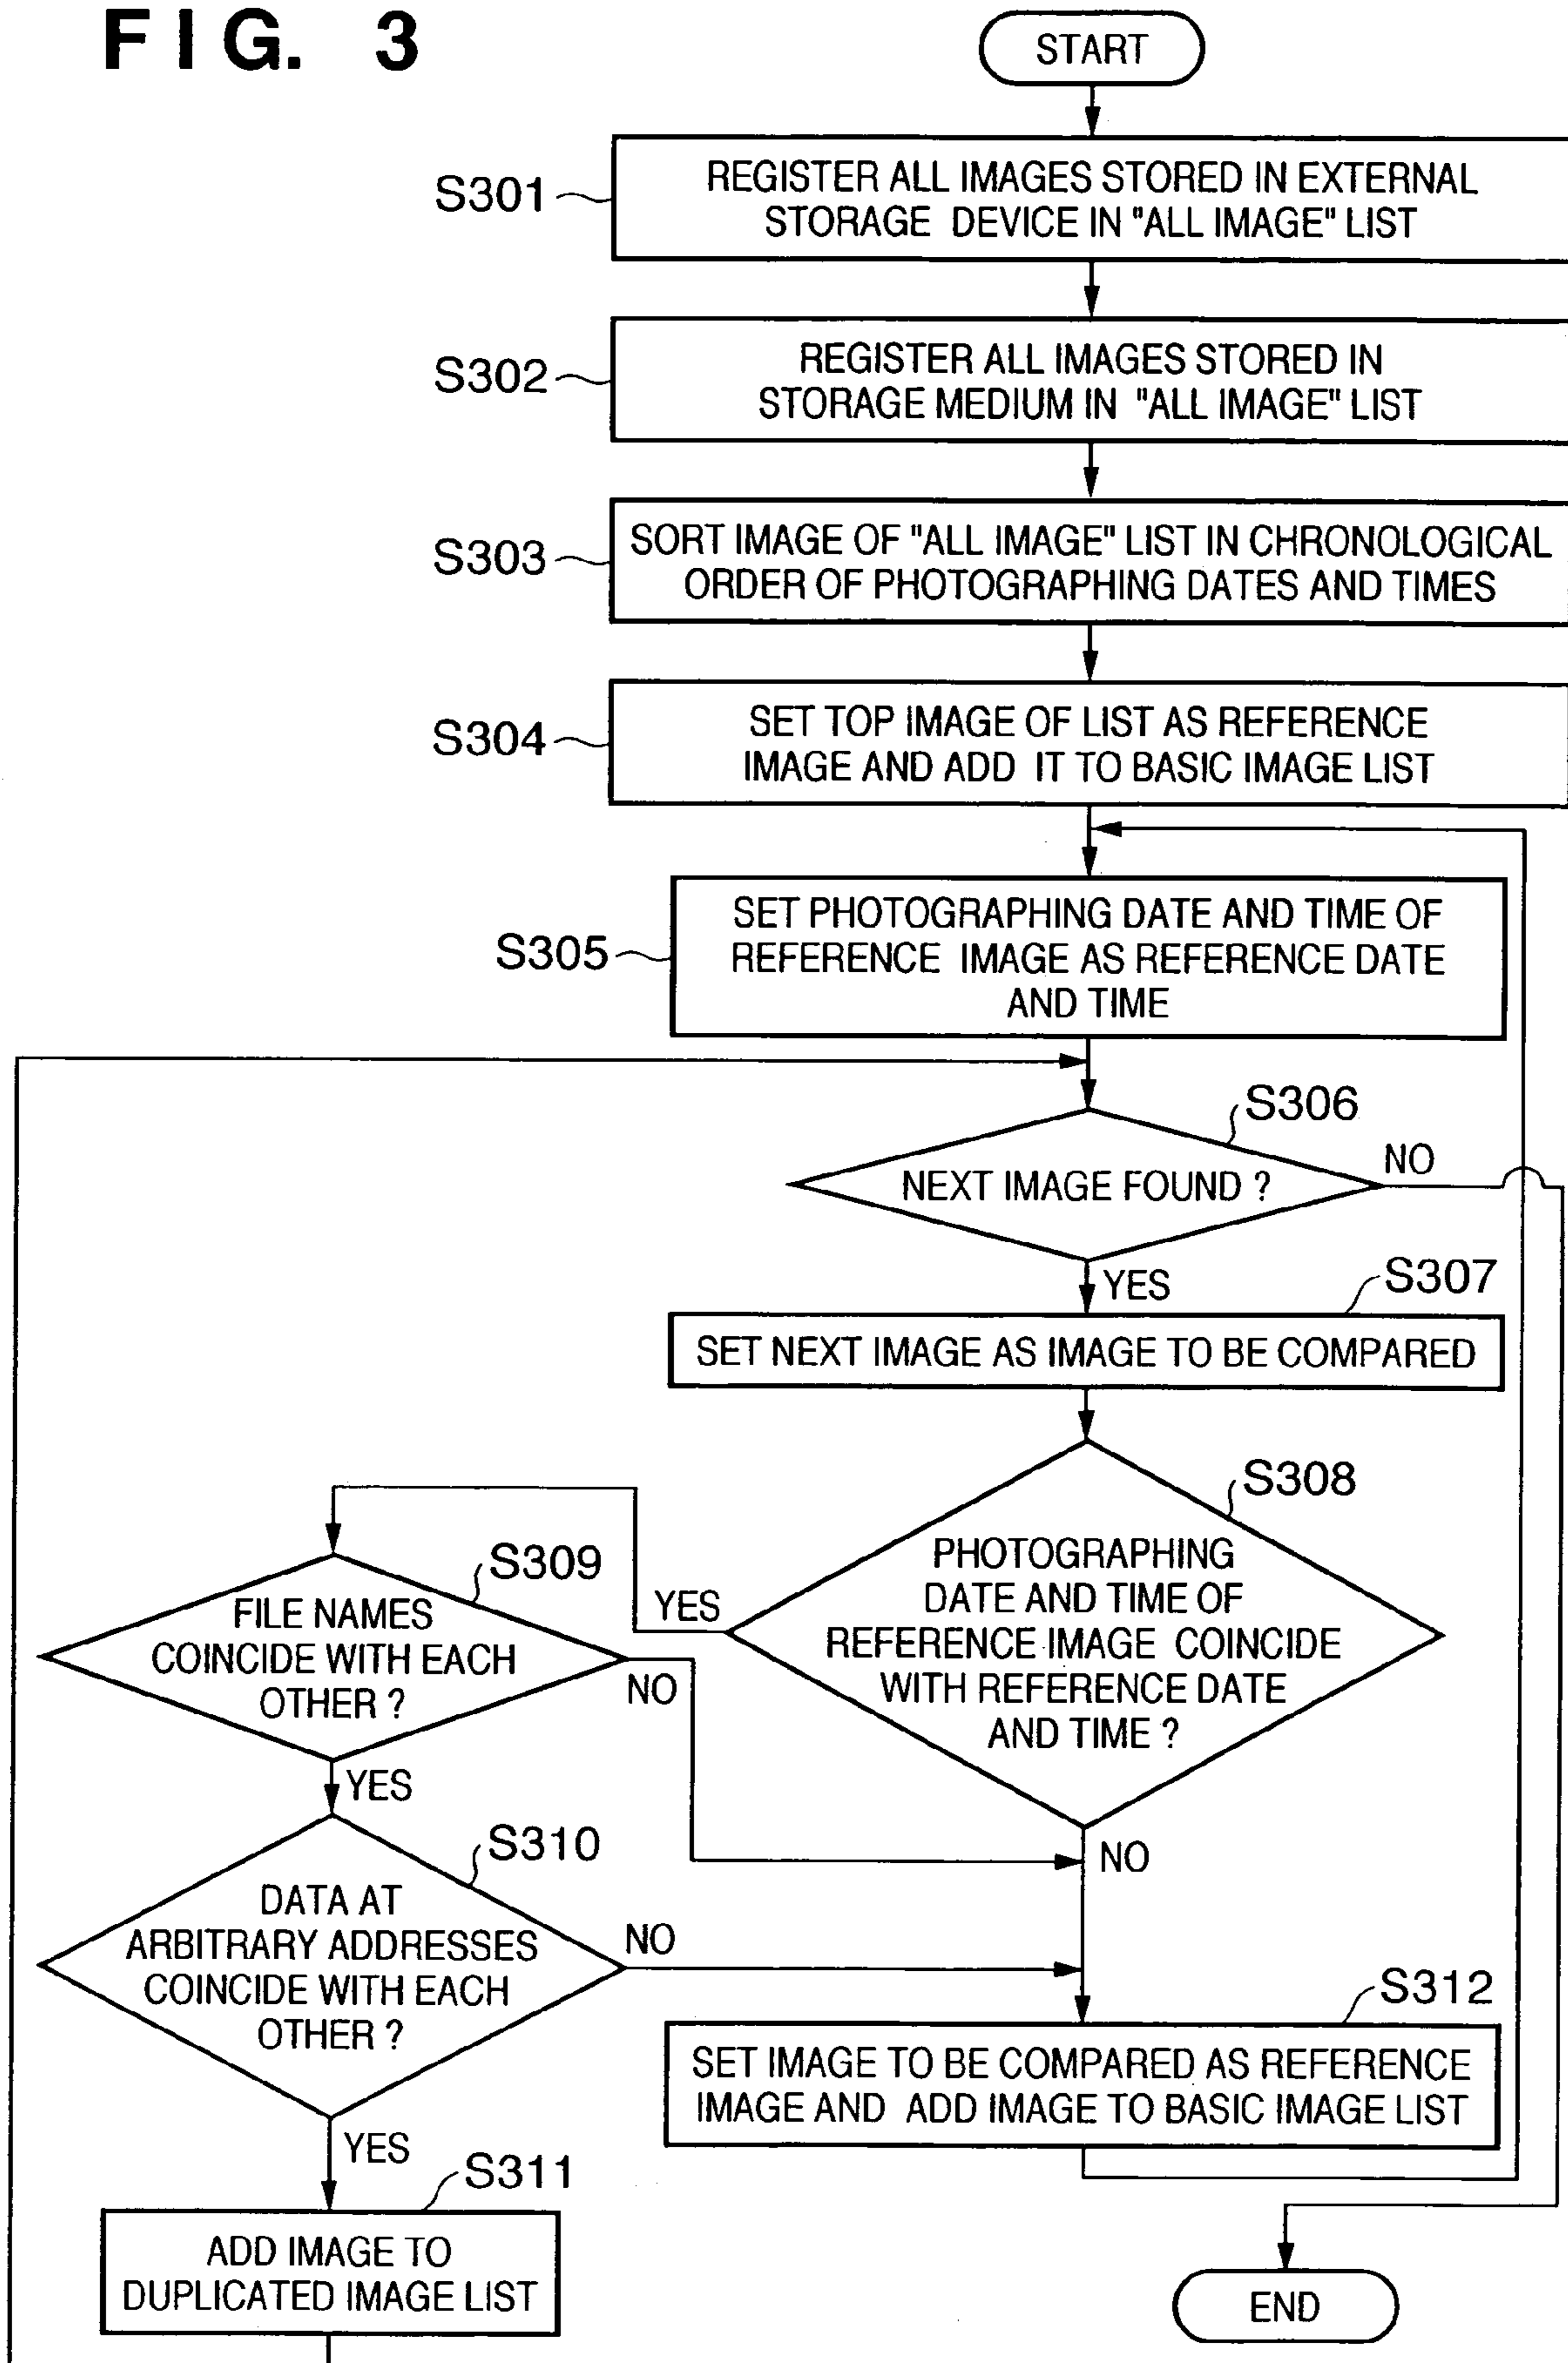 FIG. 3
START
S301
REGISTER ALL IMAGES STORED IN EXTERNAL
STORAGE DEVICE IN "ALL IMAGE" LIST
S302
REGISTER ALL IMAGES STORED IN
STORAGE MEDIUM IN "ALL IMAGE" LIST
S303
SORT IMAGE OF "ALL IMAGE" LIST IN CHRONOLOGICAL
ORDER OF PHOTOGRAPHING DATES AND TIMES
S304
SET TOP IMAGE OF LIST AS REFERENCE
IMAGE AND ADD IT TO BASIC IMAGE LIST
S305
SET PHOTOGRAPHING DATE AND TIME OF
REFERENCE IMAGE AS REFERENCE DATE
AND TIME
S306
NEXT IMAGE FOUND ?
NO
YES
S307
SET NEXT IMAGE AS IMAGE TO BE COMPARED
S308
PHOTOGRAPHING
DATE AND TIME OF
REFERENCE IMAGE COINCIDE
WITH REFERENCE DATE
AND TIME ?
YES
NO
S309
FILE NAMES
COINCIDE WITH EACH
OTHER ?
NO
YES
S310
DATA AT
ARBITRARY ADDRESSES
COINCIDE WITH EACH
OTHER ?
NO
YES
S311
ADD IMAGE TO
DUPLICATED IMAGE LIST
S312
SET IMAGE TO BE COMPARED AS REFERENCE
IMAGE AND ADD IMAGE TO BASIC IMAGE LIST
END